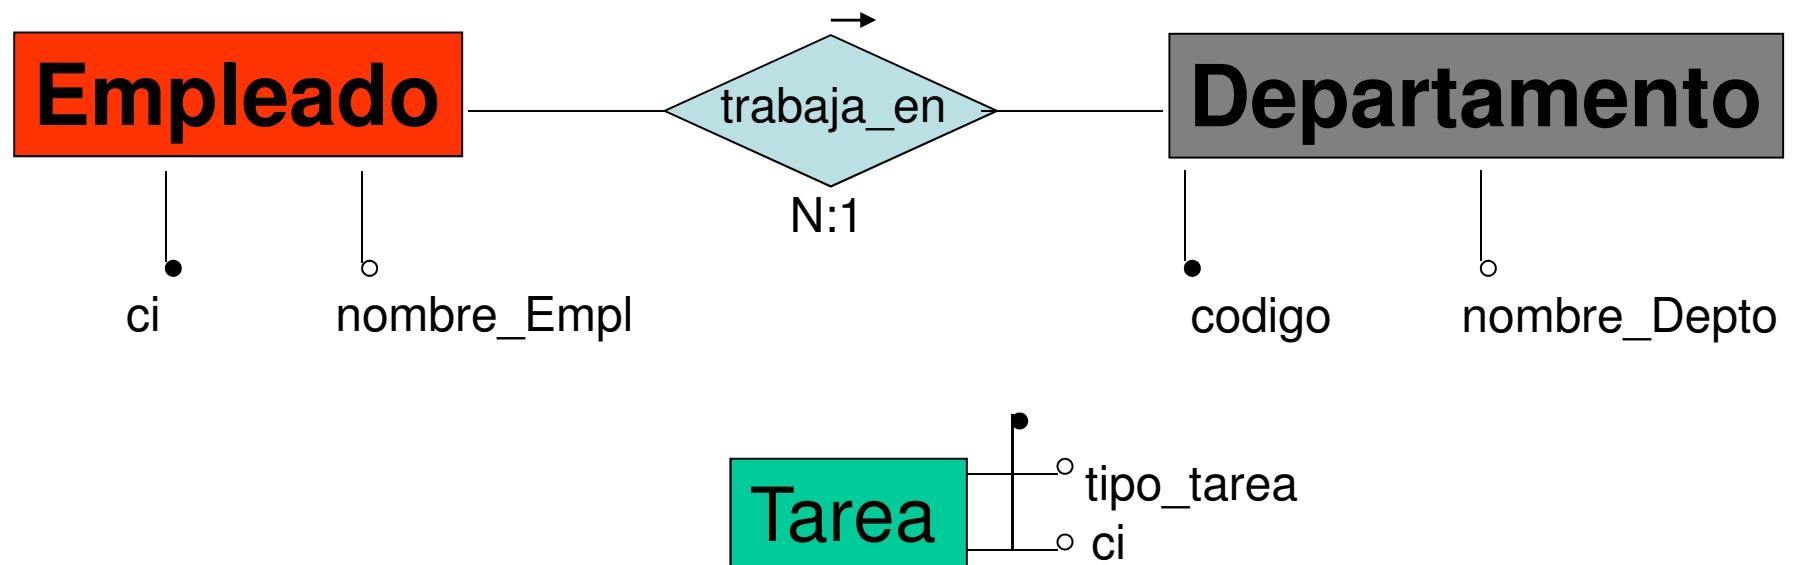 Empleado
trabaja_en
Departamento
N:1
ci
nombre_Empl
codigo
nombre_Depto
tipo_tarea
Tarea
ci